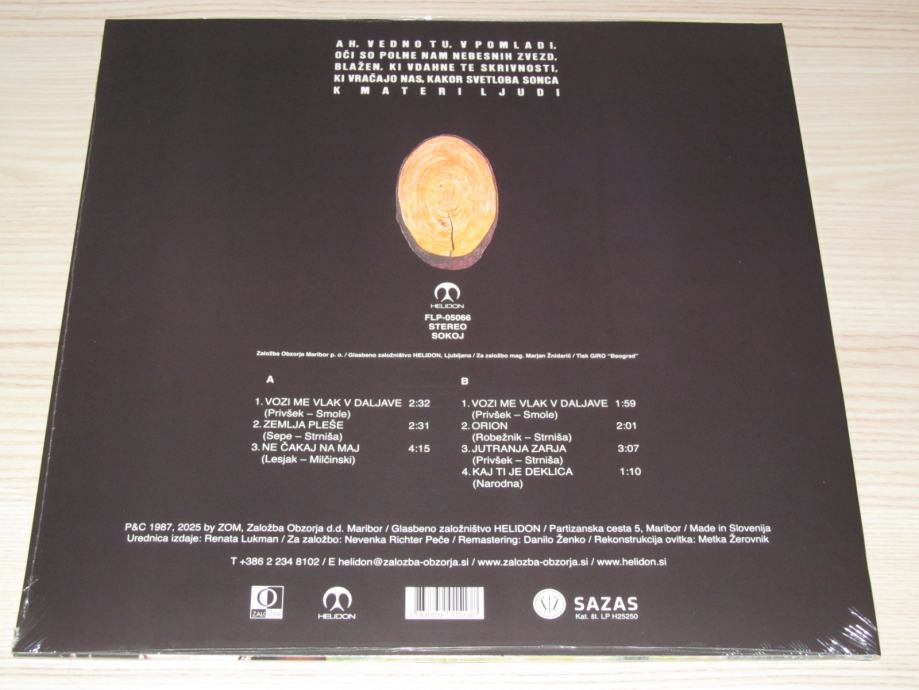 AH, VEDNO TU, V POMLADI,
OČI SO POLNE NAM NEBESNIH ZVEZD,
BLAŽEN, KI VDAHNE TE SKRIVNOSTI,
KI VRAČAJO NAS, KAKOR SVETLOBA SONCA
K MATERI LJUDI
HELIDON
FLP-05066
STEREO
SOKOJ
Založba Obzorja Maribor p. o. / Glasbeno založništvo HELIDON, Ljubljana / Za založbo mag. Marjan Žnidarič / Tisk GIRO "Beograd"
A
1. VOZI ME VLAK V DALJAVE 2:32
(Privšek – Smole)
2. ZEMLJA PLEŠE 2:31
(Sepe – Strniša)
3. NE ČAKAJ NA MAJ 4:15
(Lesjak – Milčinski)
B
1. VOZI ME VLAK V DALJAVE 1:59
(Privšek – Smole)
2. ORION 2:01
(Robežnik – Strniša)
3. JUTRANJA ZARJA 3:07
(Privšek – Strniša)
4. KAJ TI JE DEKLICA 1:10
(Narodna)
P&C 1987, 2025 by ZOM, Založba Obzorja d.d. Maribor / Glasbeno založništvo HELIDON / Partizanska cesta 5, Maribor / Made in Slovenija
Urednica izdaje: Renata Lukman / Za založbo: Nevenka Richter Peče / Remastering: Danilo Ženko / Rekonstrukcija ovitka: Metka Žerovnik
T +386 2 234 8102 / E helidon@zalozba-obzorja.si / www.zalozba-obzorja.si / www.helidon.si
HELIDON
SAZAS
Kat. št. LP H25250